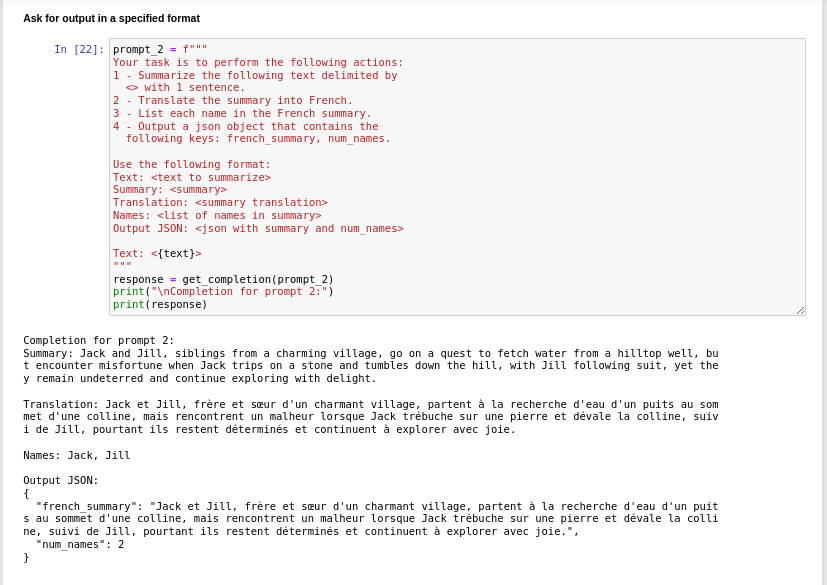 Ask for output in a specified format
In [22]: prompt_2 = f"""
Your task is to perform the following actions:
1 - Summarize the following text delimited by
  <> with 1 sentence.
2 - Translate the summary into French.
3 - List each name in the French summary.
4 - Output a json object that contains the
  following keys: french_summary, num_names.

Use the following format:
Text: <text to summarize>
Summary: <summary>
Translation: <summary translation>
Names: <list of names in summary>
Output JSON: <json with summary and num_names>

Text: <{text}>
"""
response = get_completion(prompt_2)
print("\nCompletion for prompt 2:")
print(response)

Completion for prompt 2:
Summary: Jack and Jill, siblings from a charming village, go on a quest to fetch water from a hilltop well, bu
t encounter misfortune when Jack trips on a stone and tumbles down the hill, with Jill following suit, yet the
y remain undeterred and continue exploring with delight.

Translation: Jack et Jill, frère et sœur d'un charmant village, partent à la recherche d'eau d'un puits au som
met d'une colline, mais rencontrent un malheur lorsque Jack trébuche sur une pierre et dévale la colline, suiv
i de Jill, pourtant ils restent déterminés et continuent à explorer avec joie.

Names: Jack, Jill

Output JSON:
{
  "french_summary": "Jack et Jill, frère et sœur d'un charmant village, partent à la recherche d'eau d'un puit
s au sommet d'une colline, mais rencontrent un malheur lorsque Jack trébuche sur une pierre et dévale la colli
ne, suivi de Jill, pourtant ils restent déterminés et continuent à explorer avec joie.",
  "num_names": 2
}